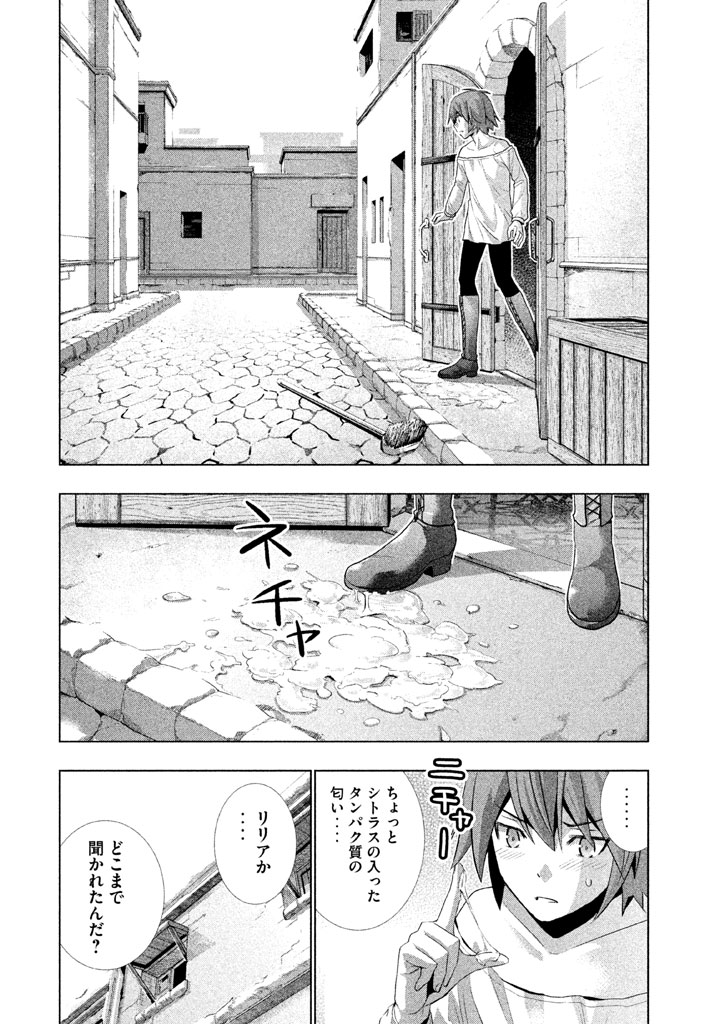 ネチャ
‥‥
ニチャー
ちょっと
シトラスの入った
タンパク質の
匂い‥‥
リリアか
‥‥
どこまで
聞かれたんだ？